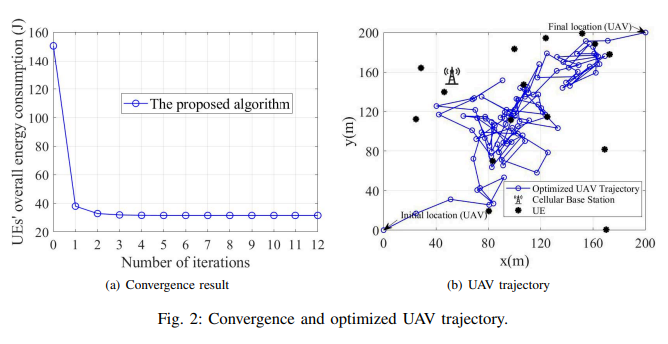 160
140
120
100
80
60
40
20
0 1 2 3 4 5 6 7 8 9 10 11 12
UEs' overall energy consumption (J)
The proposed algorithm
Number of iterations
(a) Convergence result
200
160
120
80
40
0
0 40 80 120 160 200
y(m)
x(m)
Final location (UAV)
Initial location (UAV)
Optimized UAV Trajectory
Cellular Base Station
UE
(b) UAV trajectory
Fig. 2: Convergence and optimized UAV trajectory.